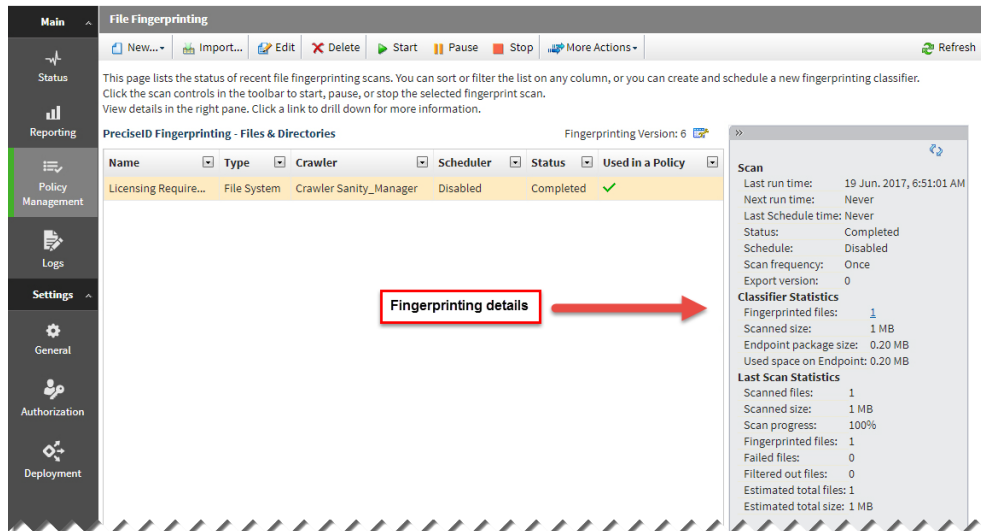 Main
Status
Reporting
Policy
Management
Logs
Settings
General
Authorization
Deployment
File Fingerprinting
New... Import... Edit Delete Start Pause Stop More Actions Refresh
This page lists the status of recent file fingerprinting scans. You can sort or filter the list on any column, or you can create and schedule a new fingerprinting classifier.
Click the scan controls in the toolbar to start, pause, or stop the selected fingerprint scan.
View details in the right pane. Click a link to drill down for more information.
PreciseID Fingerprinting - Files & Directories Fingerprinting Version: 6
Name Type Crawler Scheduler Status Used in a Policy
Licensing Require... File System Crawler Sanity_Manager Disabled Completed
Fingerprinting details
Scan
Last run time: 19 Jun. 2017, 6:51:01 AM
Next run time: Never
Last Schedule time: Never
Status: Completed
Schedule: Disabled
Scan frequency: Once
Export version: 0
Classifier Statistics
Fingerprinted files: 1
Scanned size: 1 MB
Endpoint package size: 0.20 MB
Used space on Endpoint: 0.20 MB
Last Scan Statistics
Scanned files: 1
Scanned size: 1 MB
Scan progress: 100%
Fingerprinted files: 1
Failed files: 0
Filtered out files: 0
Estimated total files: 1
Estimated total size: 1 MB